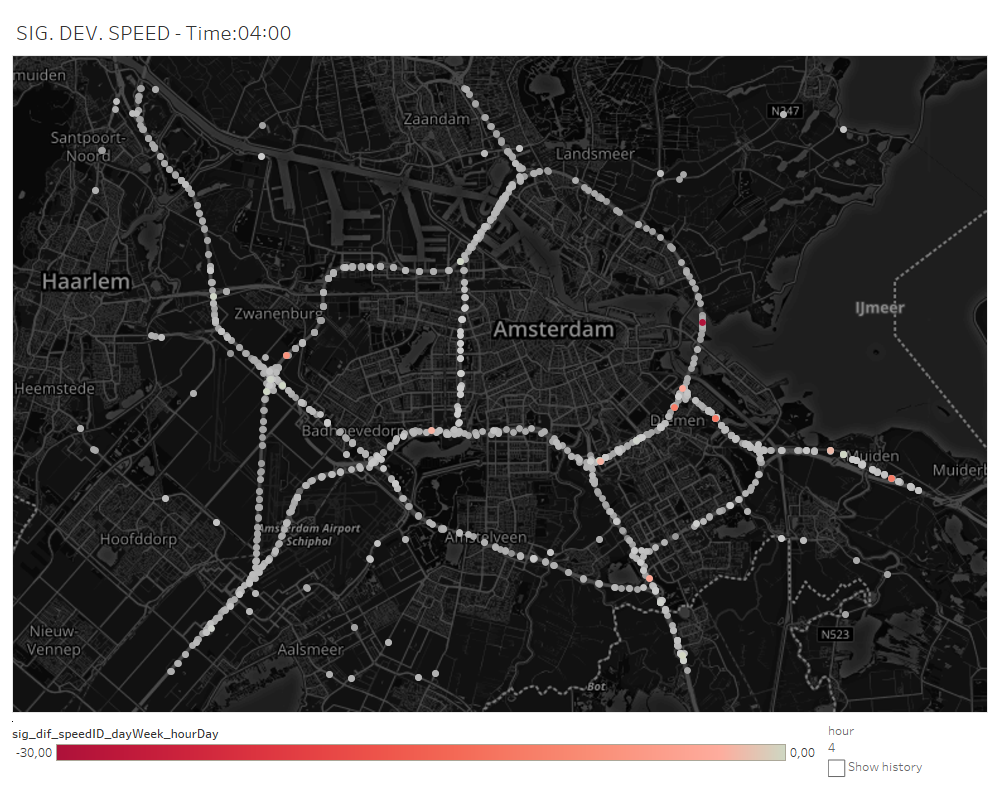 SIG. DEV. SPEED - Time:04:00
muiden
Zaandam
N247
Santpoort-
Noord
Landsmeer
Haarlem
IJmeer
Zwanenburg
Amsterdam
Heemstede
Diemen
Badhoevedorp
Muiden
Muiderb
Amsterdam Airport
Schiphol
Hoofddorp
Amstelveen
Nieuw-
Vennep
N523
Aalsmeer
Bot
sig_dif_speedID_dayWeek_hourDay
-30,00
0,00
hour
4
Show history